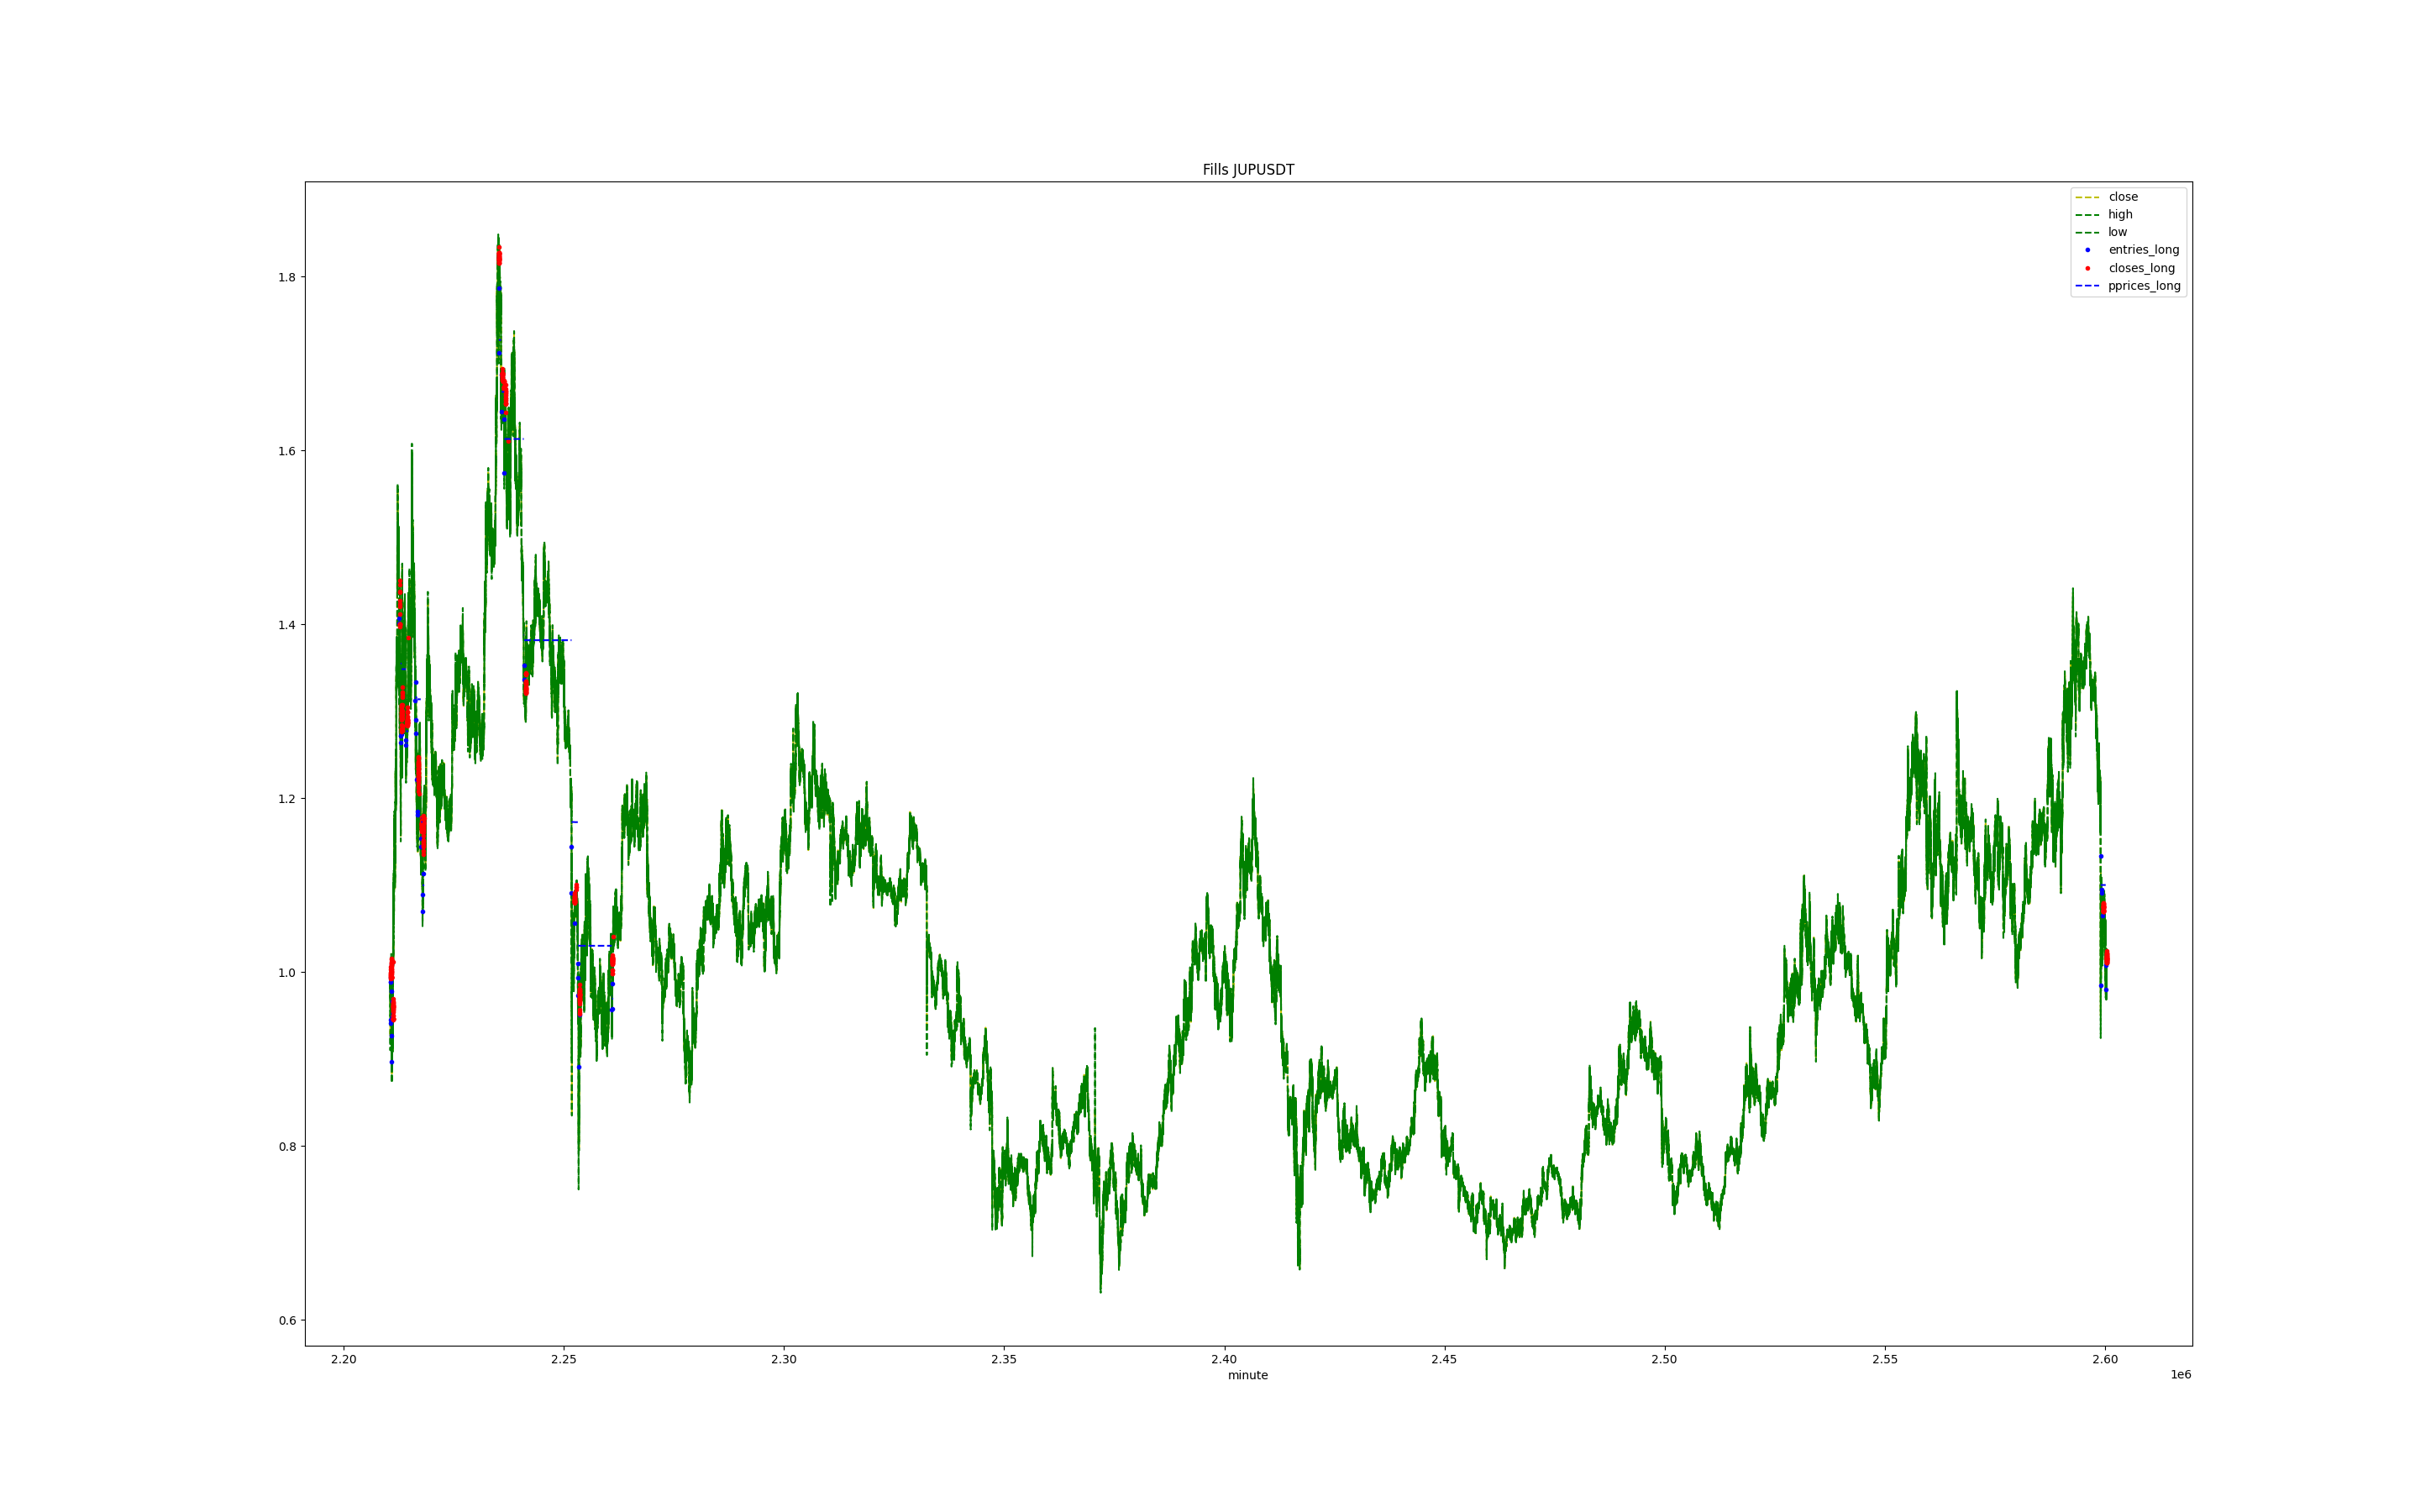 Fills JUPUSDT
close
high
low
entries_long
closes_long
pprices_long
1.8
1.6
1.4
1.2
1.0
0.8
0.6
2.20 2.25 2.30 2.35 2.40 2.45 2.50 2.55 2.60
minute
1e6